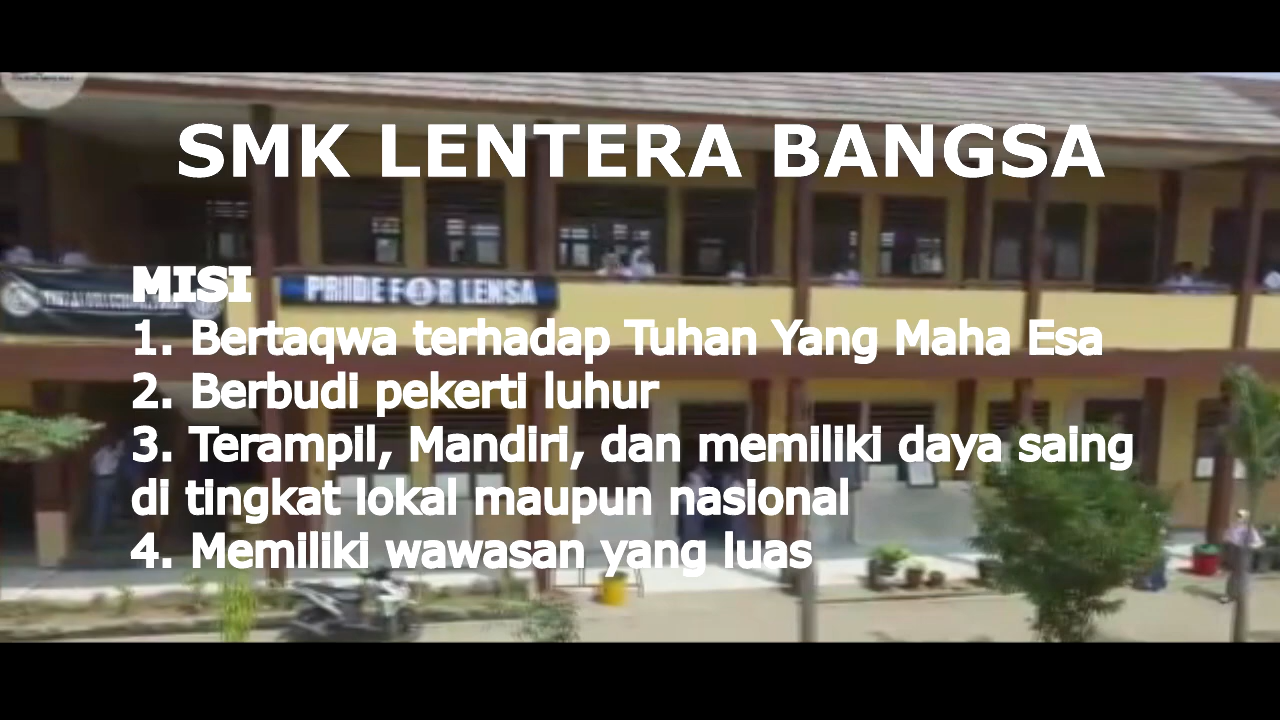 SMK LENTERA BANGSA
MISI
PRIDE FOR LENSA
1. Bertaqwa terhadap Tuhan Yang Maha Esa
2. Berbudi pekerti luhur
3. Terampil, Mandiri, dan memiliki daya saing
di tingkat lokal maupun nasional
4. Memiliki wawasan yang luas